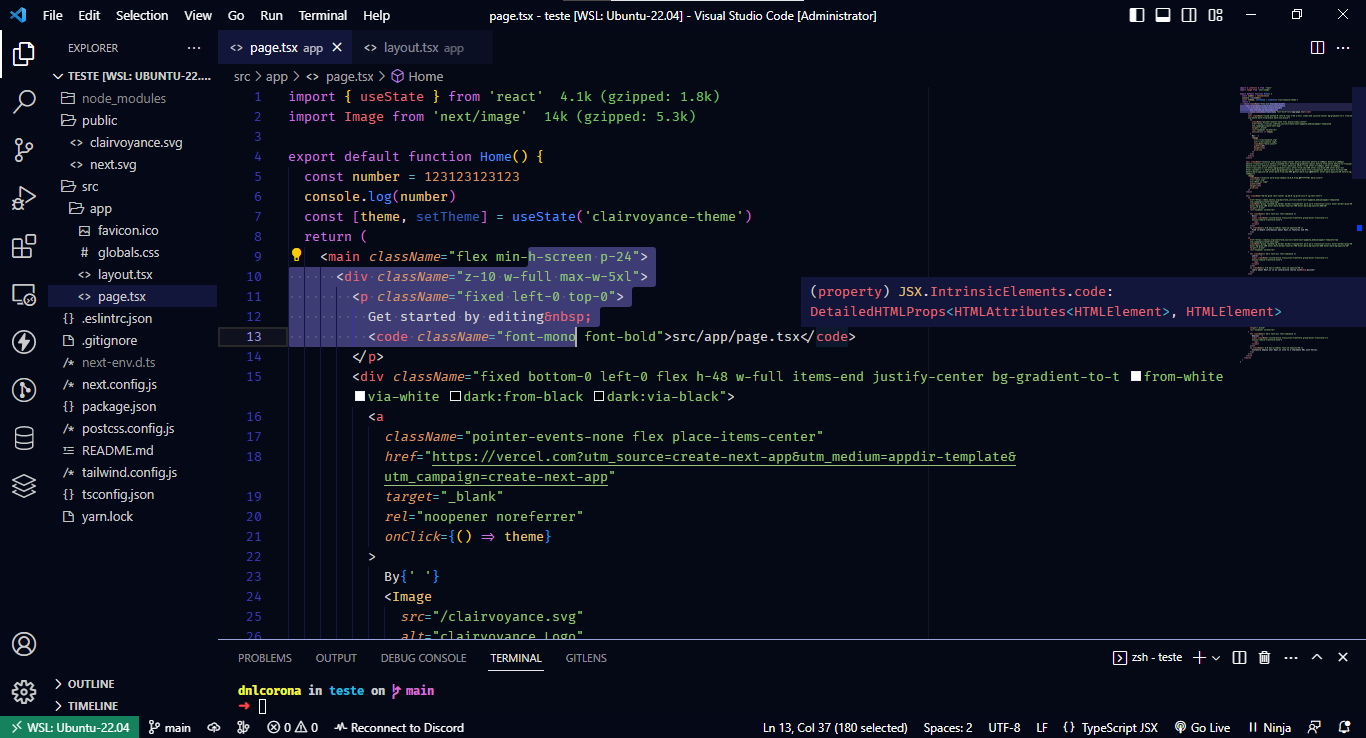 File Edit Selection View Go Run Terminal Help page.tsx - teste [WSL: Ubuntu-22.04] - Visual Studio Code [Administrator]
EXPLORER
TESTE [WSL: UBUNTU-22....
node_modules
public
clairvoyance.svg
next.svg
src
app
favicon.ico
globals.css
layout.tsx
page.tsx
.eslintrc.json
.gitignore
next-env.d.ts
next.config.js
package.json
postcss.config.js
README.md
tailwind.config.js
tsconfig.json
yarn.lock
OUTLINE
TIMELINE
page.tsx app layout.tsx app
src > app > page.tsx > Home
1 import { useState } from 'react' 4.1k (gzipped: 1.8k)
2 import Image from 'next/image' 14k (gzipped: 5.3k)
3
4 export default function Home() {
5 const number = 123123123123
6 console.log(number)
7 const [theme, setTheme] = useState('clairvoyance-theme')
8 return (
9 <main className="flex min-h-screen p-24">
10 <div className="z-10 w-full max-w-5xl">
11 <p className="fixed left-0 top-0">
12 Get started by editing&nbsp;
13 <code className="font-mono font-bold">src/app/page.tsx</code>
14 </p>
15 <div className="fixed bottom-0 left-0 flex h-48 w-full items-end justify-center bg-gradient-to-t from-white
via-white dark:from-black dark:via-black">
16 <a
17 className="pointer-events-none flex place-items-center"
18 href="https://vercel.com?utm_source=create-next-app&utm_medium=appdir-template&
utm_campaign=create-next-app"
19 target="_blank"
20 rel="noopener noreferrer"
21 onClick={() => theme}
22 >
23 By{' '}
24 <Image
25 src="/clairvoyance.svg"
26 alt="clairvoyance Logo"
(property) JSX.IntrinsicElements.code:
DetailedHTMLProps<HTMLAttributes<HTMLElement>, HTMLElement>
PROBLEMS OUTPUT DEBUG CONSOLE TERMINAL GITLENS
zsh - teste
dnlcorona in teste on main
WSL: Ubuntu-22.04 main 0 0 Reconnect to Discord Ln 13, Col 37 (180 selected) Spaces: 2 UTF-8 LF {} TypeScript JSX Go Live Ninja